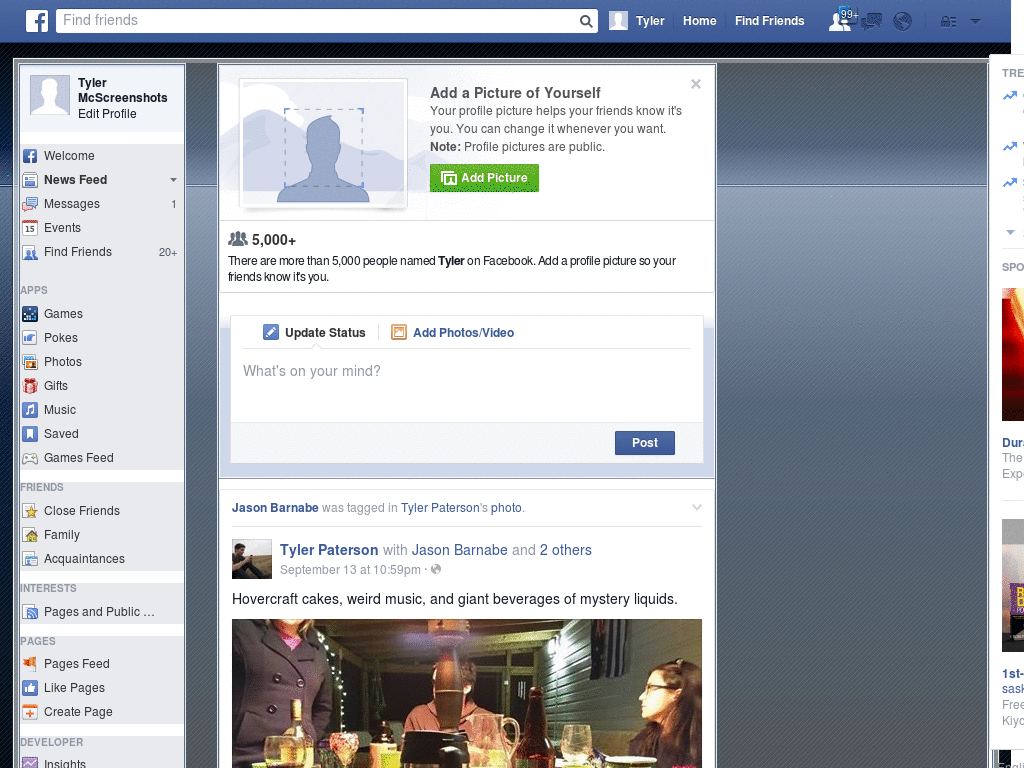 Find friends
Tyler
Home
Find Friends
99+
Tyler
McScreenshots
Edit Profile
Welcome
News Feed
Messages
1
15
Events
Find Friends
20+
APPS
Games
Pokes
Photos
Gifts
Music
Saved
Games Feed
FRIENDS
Close Friends
Family
Acquaintances
INTERESTS
Pages and Public ...
PAGES
Pages Feed
Like Pages
Create Page
DEVELOPER
Insights
Add a Picture of Yourself
Your profile picture helps your friends know it's
you. You can change it whenever you want.
Note: Profile pictures are public.
Add Picture
5,000+
There are more than 5,000 people named Tyler on Facebook. Add a profile picture so your
friends know it's you.
Update Status
Add Photos/Video
What's on your mind?
Post
Jason Barnabe was tagged in Tyler Paterson's photo.
Tyler Paterson with Jason Barnabe and 2 others
September 13 at 10:59pm ·
Hovercraft cakes, weird music, and giant beverages of mystery liquids.
TRE
SPO
Dur
The
Exp
1st-
sask
Free
Kiyo